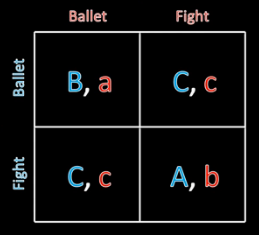 Ballet Fight
Ballet B, a C, c
Fight C, c A, b